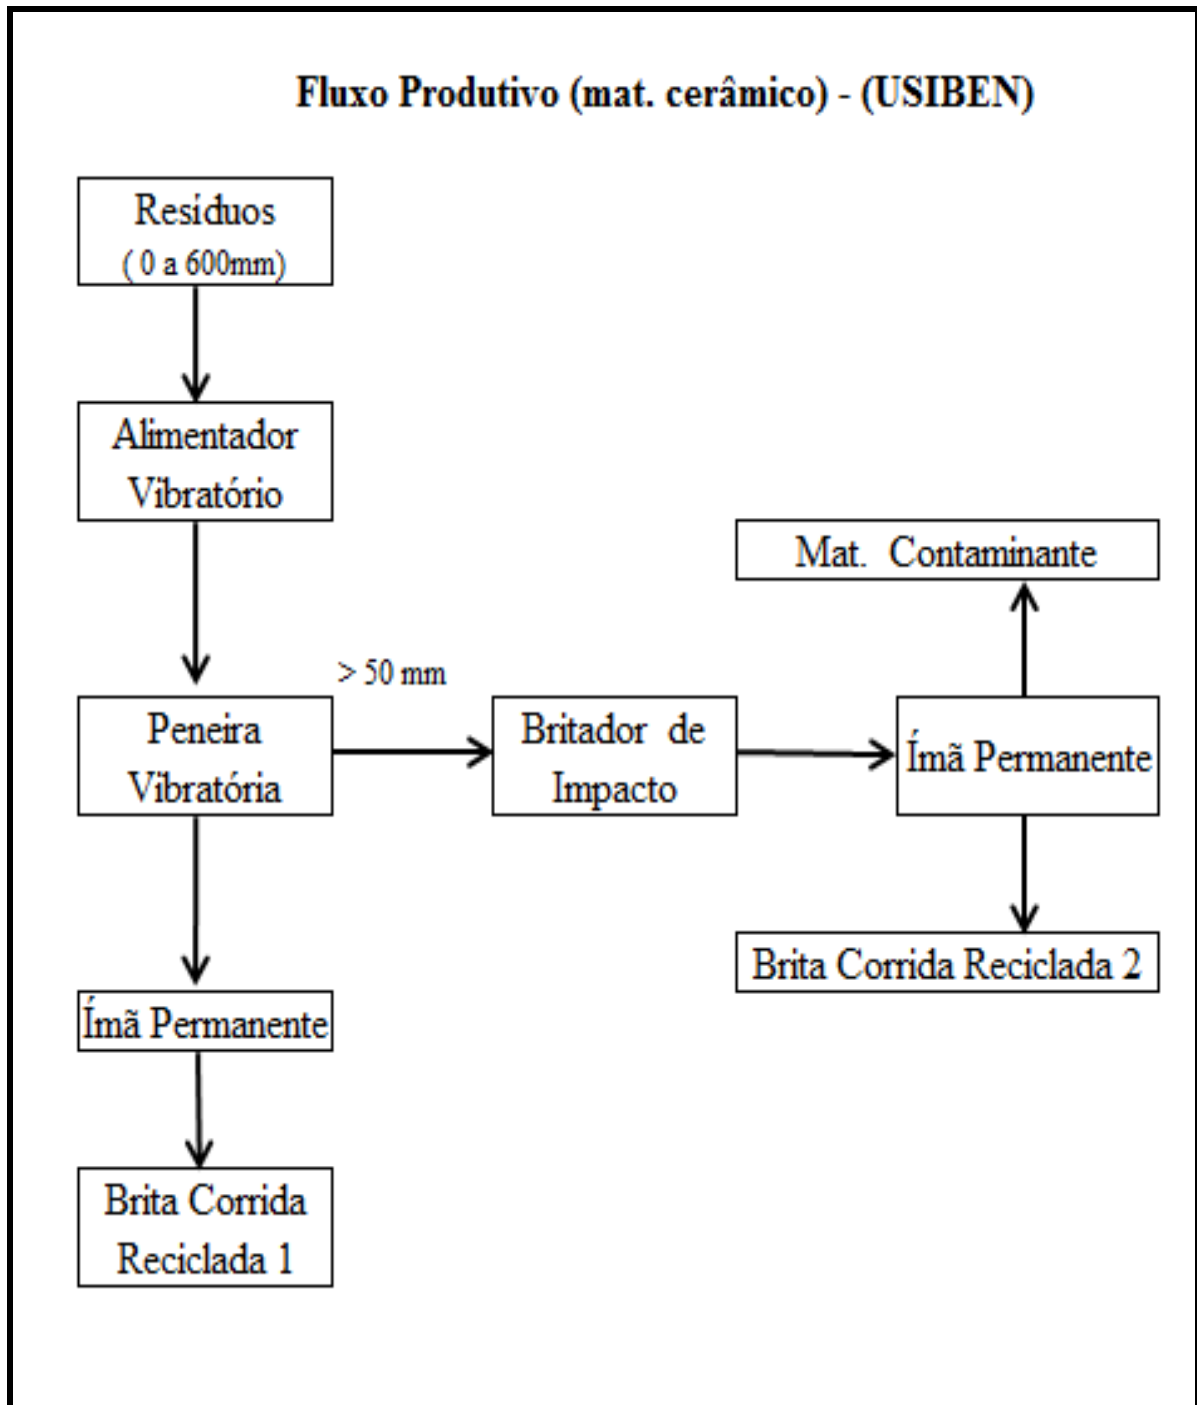 Fluxo Produtivo (mat. cerâmico) - (USIBEN)
Resíduos
( 0 a 600mm)
Alimentador
Vibratório
Mat. Contaminante
> 50 mm
Peneira
Vibratória
Britador de
Impacto
Ímã Permanente
Brita Corrida Reciclada 2
Ímã Permanente
Brita Corrida
Reciclada 1